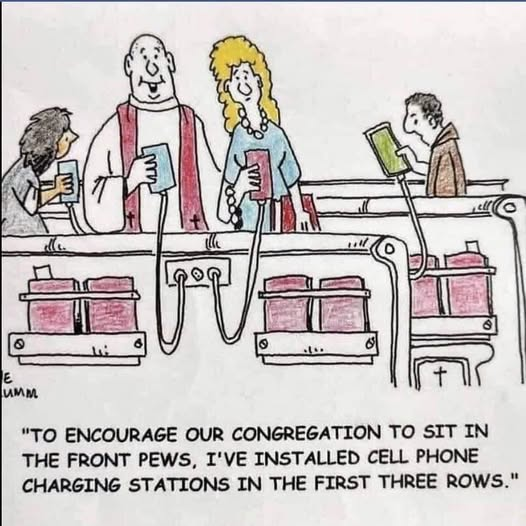 "TO ENCOURAGE OUR CONGREGATION TO SIT IN
THE FRONT PEWS, I'VE INSTALLED CELL PHONE
CHARGING STATIONS IN THE FIRST THREE ROWS."